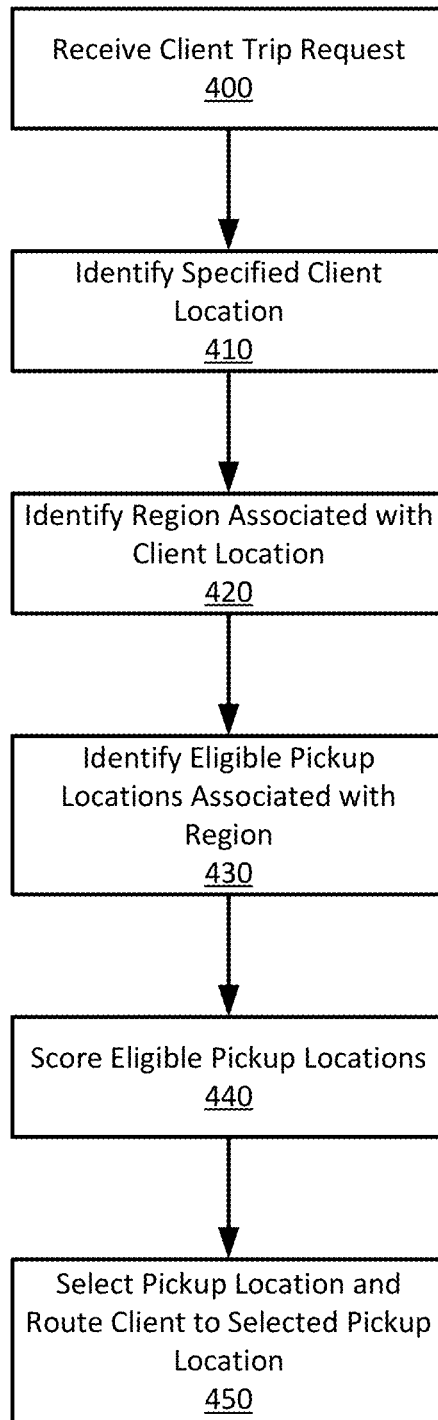 Receive Client Trip Request
400
Identify Specified Client
Location
410
Identify Region Associated with
Client Location
420
Identify Eligible Pickup
Locations Associated with
Region
430
Score Eligible Pickup Locations
440
Select Pickup Location and
Route Client to Selected Pickup
Location
450